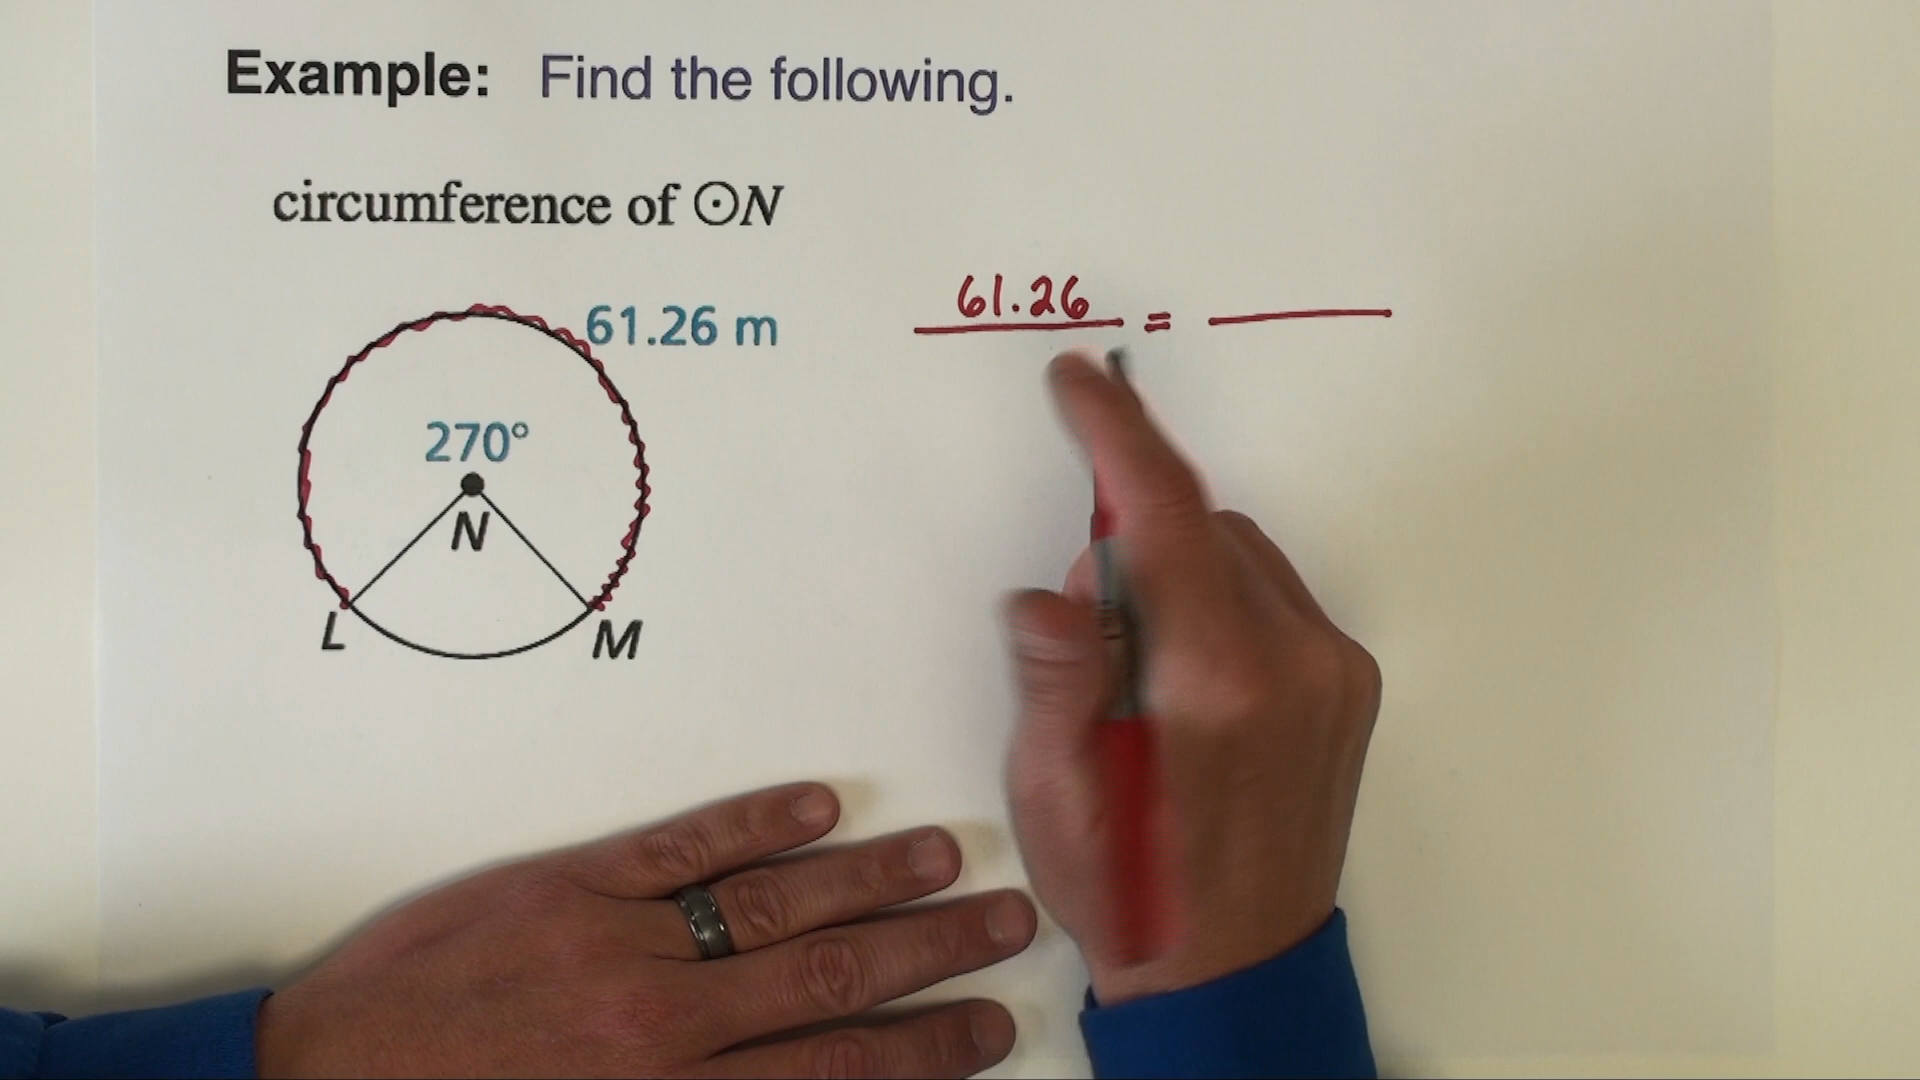 Example: Find the following.
circumference of ⊙N
61.26 m
61.26 =
270°
N
L
M